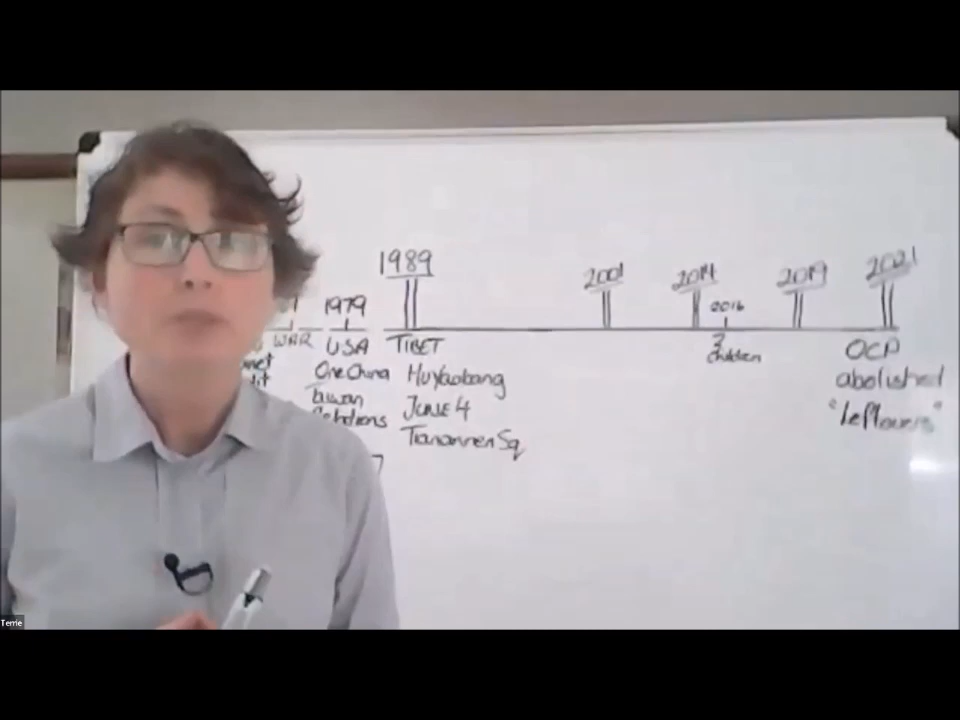 1989
2001
2014
2019
2021
1979
2016
WAR
USA
TIBET
children
OCP
One China
Hu Yaobang
abolished
Taiwan
JUNE 4
"leftovers"
Tiananmen Sq
Terrie